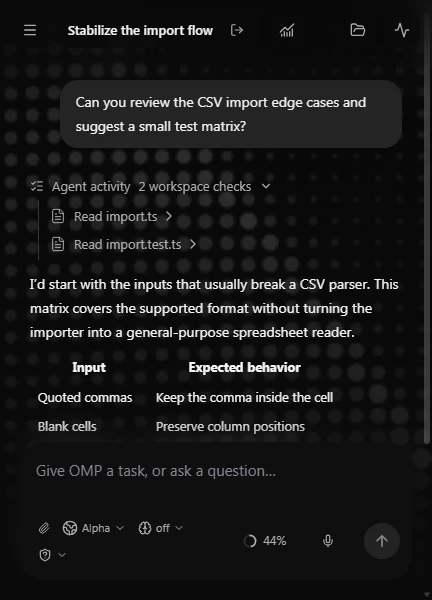 Stabilize the import flow
Can you review the CSV import edge cases and
suggest a small test matrix?
Agent activity 2 workspace checks
Read import.ts
Read import.test.ts
I'd start with the inputs that usually break a CSV parser. This
matrix covers the supported format without turning the
importer into a general-purpose spreadsheet reader.
Input Expected behavior
Quoted commas Keep the comma inside the cell
Blank cells Preserve column positions
Give OMP a task, or ask a question...
Alpha off
44%